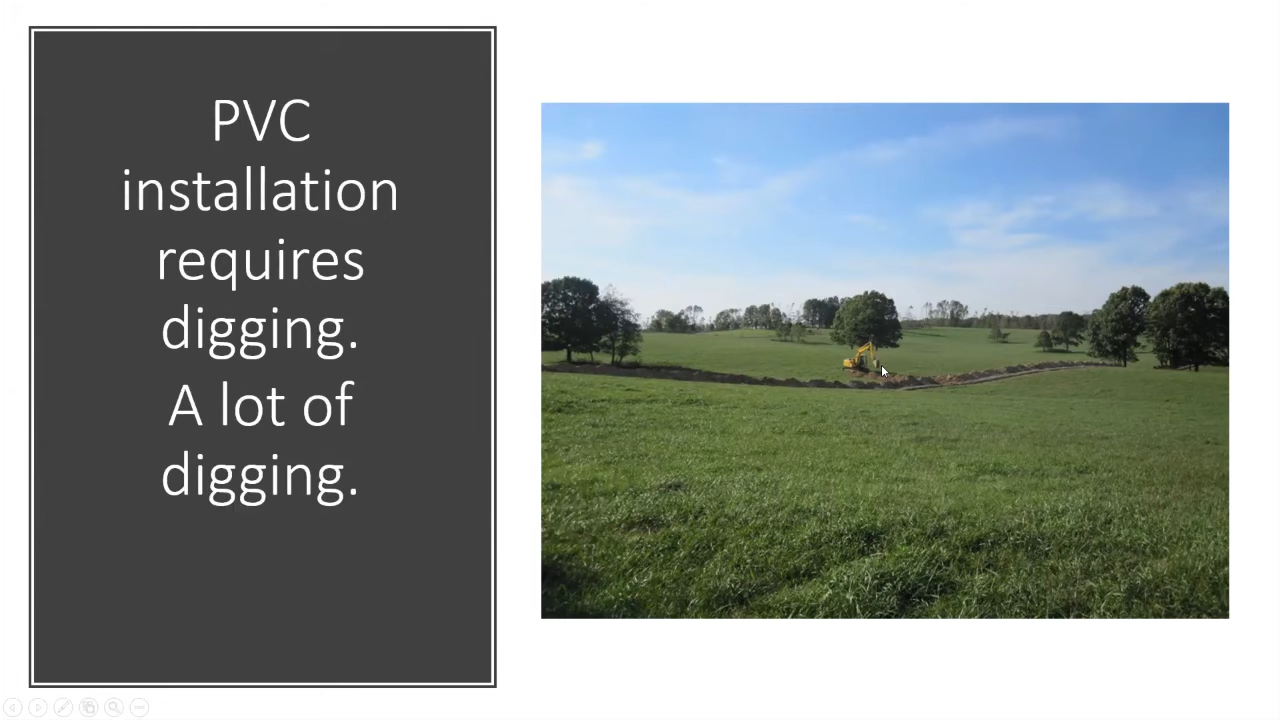 PVC
installation
requires
digging.
A lot of
digging.